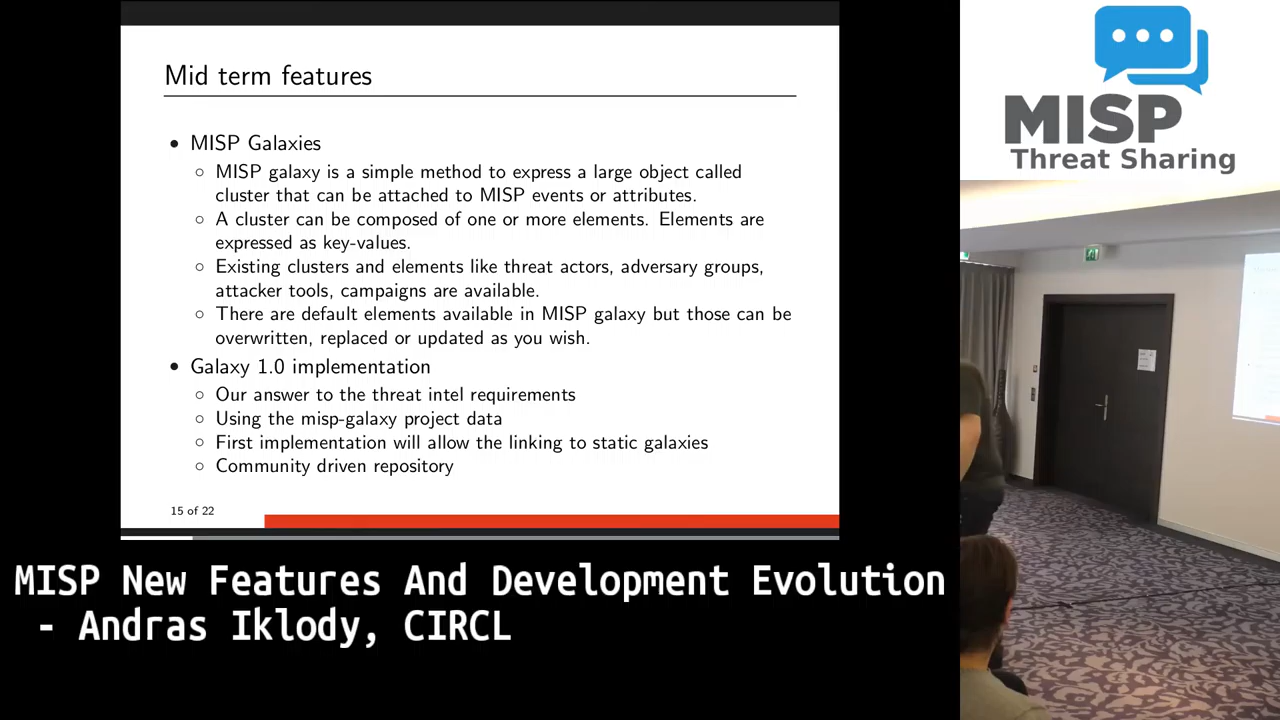 Mid term features
• MISP Galaxies
◦ MISP galaxy is a simple method to express a large object called
cluster that can be attached to MISP events or attributes.
◦ A cluster can be composed of one or more elements. Elements are
expressed as key-values.
◦ Existing clusters and elements like threat actors, adversary groups,
attacker tools, campaigns are available.
◦ There are default elements available in MISP galaxy but those can be
overwritten, replaced or updated as you wish.
• Galaxy 1.0 implementation
◦ Our answer to the threat intel requirements
◦ Using the misp-galaxy project data
◦ First implementation will allow the linking to static galaxies
◦ Community driven repository
15 of 22
MISP New Features And Development Evolution
- Andras Iklody, CIRCL
MISP
Threat Sharing